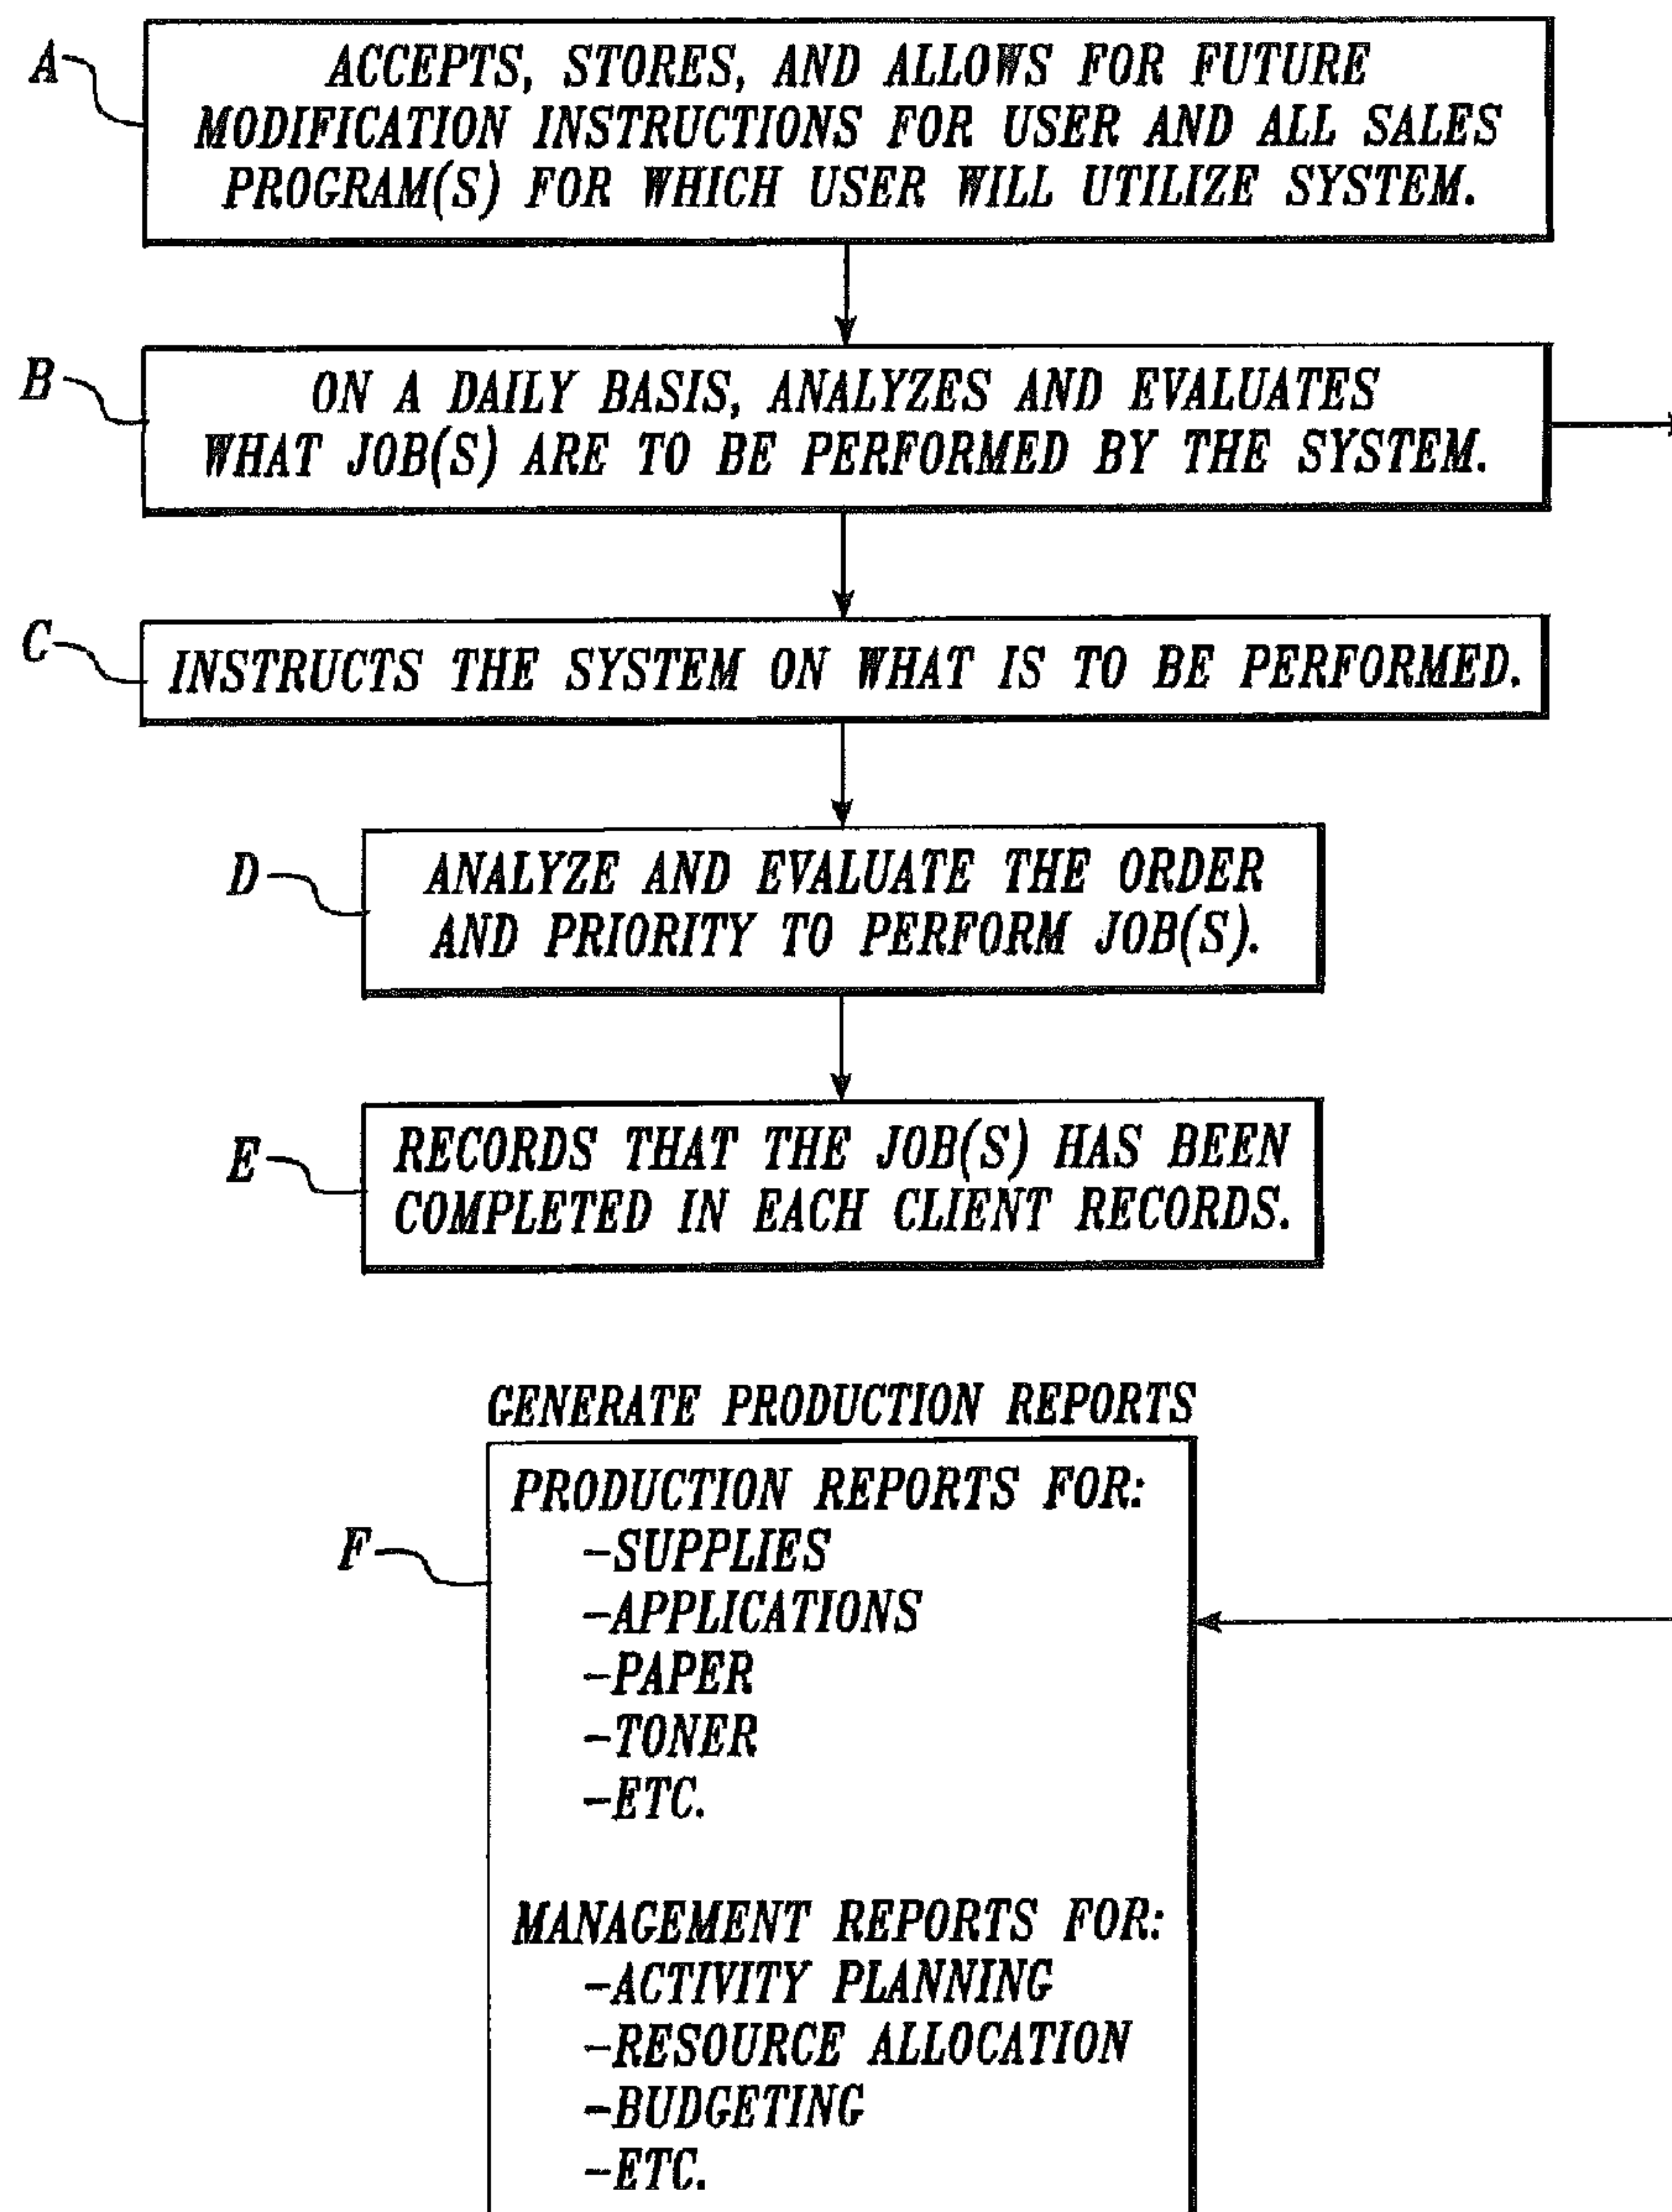 A
ACCEPTS, STORES, AND ALLOWS FOR FUTURE
MODIFICATION INSTRUCTIONS FOR USER AND ALL SALES
PROGRAM(S) FOR WHICH USER WILL UTILIZE SYSTEM.
B
ON A DAILY BASIS, ANALYZES AND EVALUATES
WHAT JOB(S) ARE TO BE PERFORMED BY THE SYSTEM.
C
INSTRUCTS THE SYSTEM ON WHAT IS TO BE PERFORMED.
D
ANALYZE AND EVALUATE THE ORDER
AND PRIORITY TO PERFORM JOB(S).
E
RECORDS THAT THE JOB(S) HAS BEEN
COMPLETED IN EACH CLIENT RECORDS.
GENERATE PRODUCTION REPORTS
F
PRODUCTION REPORTS FOR:
-SUPPLIES
-APPLICATIONS
-PAPER
-TONER
-ETC.
MANAGEMENT REPORTS FOR:
-ACTIVITY PLANNING
-RESOURCE ALLOCATION
-BUDGETING
-ETC.